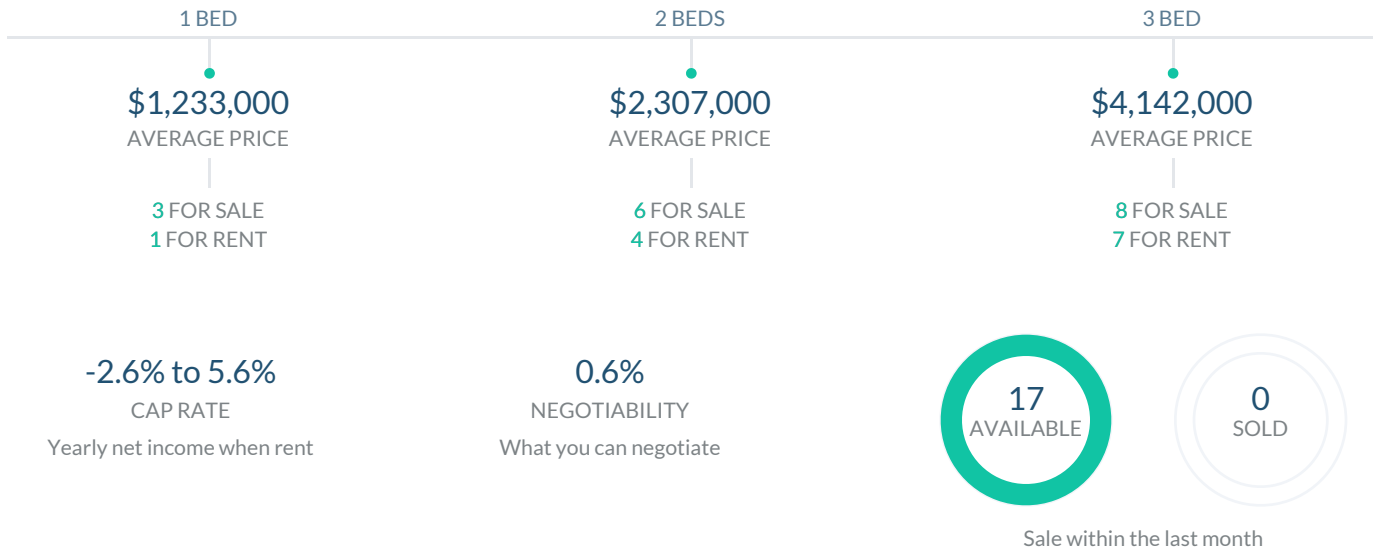 1 BED
2 BEDS
3 BED
$1,233,000
AVERAGE PRICE
3 FOR SALE
1 FOR RENT
$2,307,000
AVERAGE PRICE
6 FOR SALE
4 FOR RENT
$4,142,000
AVERAGE PRICE
8 FOR SALE
7 FOR RENT
-2.6% to 5.6%
CAP RATE
Yearly net income when rent
0.6%
NEGOTIABILITY
What you can negotiate
17
AVAILABLE
0
SOLD
Sale within the last month